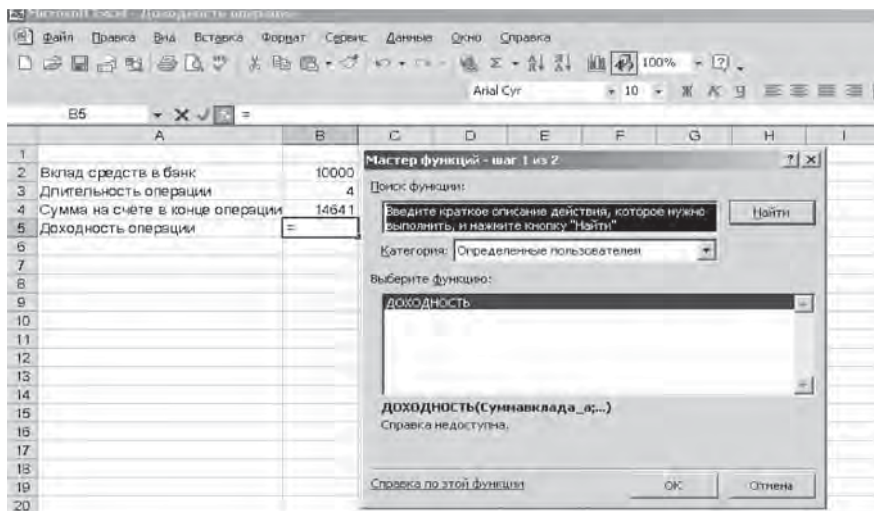 Microsoft Excel - Доходность операции
Файл Правка Вид Вставка Формат Сервис Данные Окно Справка
100%
Arial Cyr 10 Ж К Ч
B5 =
A B C D E F G H I
1
2 Вклад средств в банк 10000
3 Длительность операции 4
4 Сумма на счёте в конце операции 14641
5 Доходность операции =
6
7
8
9
10
11
12
13
14
15
16
17
18
19
20
Мастер функций - шаг 1 из 2
Поиск функции:
Введите краткое описание действия, которое нужно
выполнить, и нажмите кнопку "Найти"
Найти
Категория: Определенные пользователем
Выберите функцию:
ДОХОДНОСТЬ
ДОХОДНОСТЬ(Суммавклада_a;...)
Справка недоступна.
Справка по этой функции
ОК
Отмена